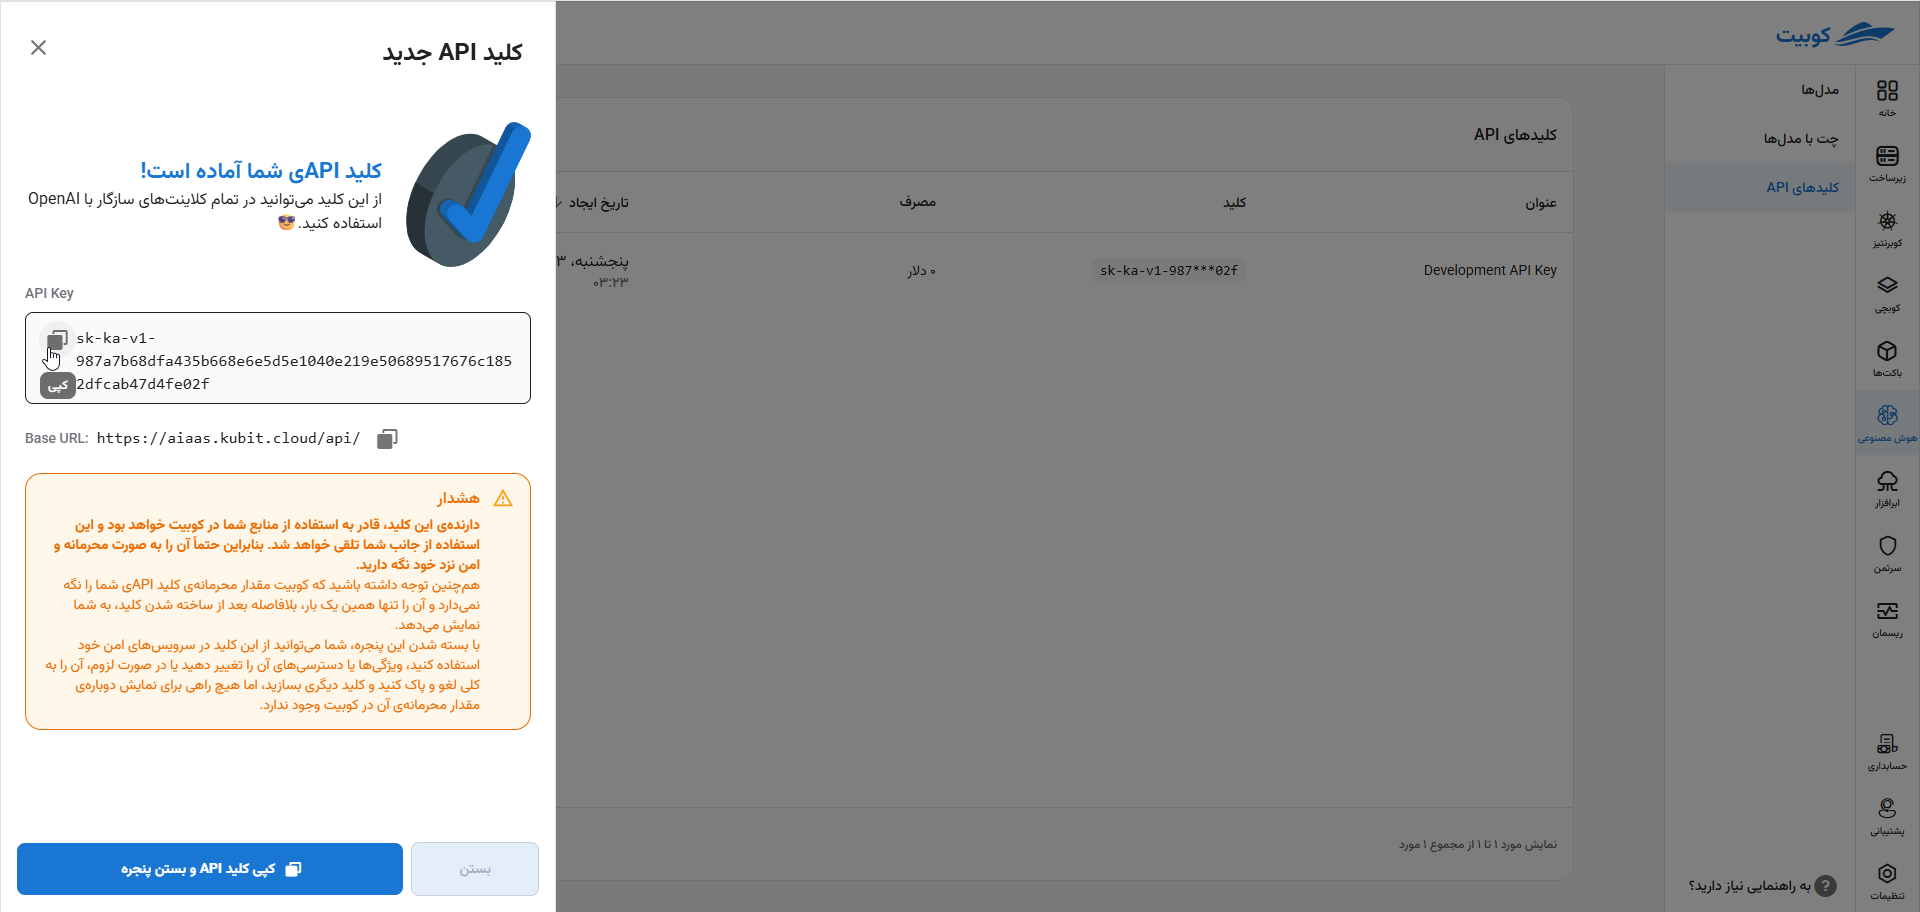 کلید API جدید
کلید APIی شما آماده است!
از این کلید می‌توانید در تمام کلاینت‌های سازگار با OpenAI
استفاده کنید. 😎
API Key
sk-ka-v1-
987a7b68dfa435b668e6e5d5e1040e219e50689517676c185
2dfcab47d4fe02f
کپی
Base URL: https://aiaas.kubit.cloud/api/
هشدار
دارنده‌ی این کلید، قادر به استفاده از منابع شما در کوبیت خواهد بود و این
استفاده از جانب شما تلقی خواهد شد. بنابراین حتماً آن را به صورت محرمانه و
امن نزد خود نگه دارید.
هم‌چنین توجه داشته باشید که کوبیت مقدار محرمانه‌ی کلید APIی شما را نگه
نمی‌دارد و آن را تنها همین یک بار، بلافاصله بعد از ساخته شدن کلید، به شما
نمایش می‌دهد.
با بسته شدن این پنجره، شما می‌توانید از این کلید در سرویس‌های امن خود
استفاده کنید، ویژگی‌ها یا دسترسی‌های آن را تغییر دهید یا در صورت لزوم، آن را به
کلی لغو و پاک کنید و کلید دیگری بسازید، اما هیچ راهی برای نمایش دوباره‌ی
مقدار محرمانه‌ی آن در کوبیت وجود ندارد.
بستن
کپی کلید API و بستن پنجره
کوبیت
خانه
زیرساخت
کوبرنتیز
کوبچی
باکت‌ها
هوش مصنوعی
ابرافزار
سرتمن
ریسمان
حسابداری
پشتیبانی
تنظیمات
مدل‌ها
چت با مدل‌ها
کلیدهای API
به راهنمایی نیاز دارید؟
کلیدهای API
عنوان کلید مصرف تاریخ ایجاد
Development API Key sk-ka-v1-987***02f ۰ دلار پنجشنبه، ۳
۰۳:۲۳
نمایش مورد ۱ تا ۱ از مجموع ۱ مورد